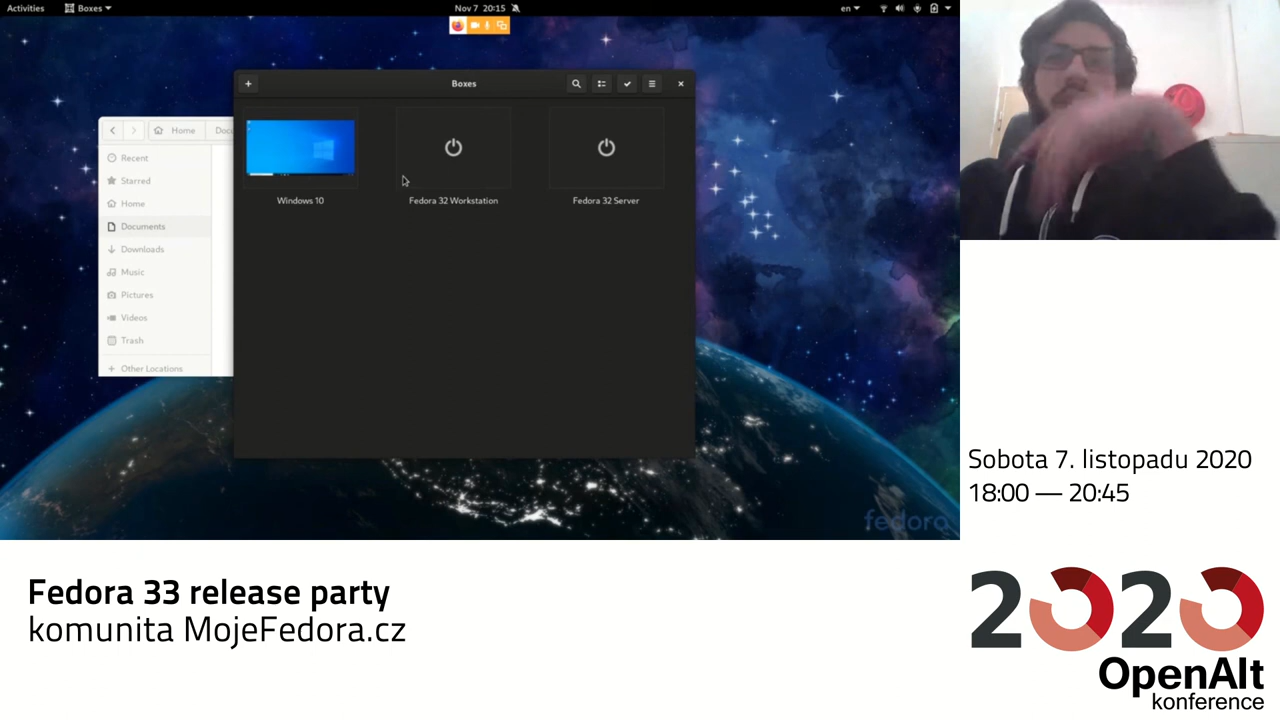 Activities
Boxes
Nov 7 20:15
en
Boxes
Home
Doc
Recent
Starred
Home
Documents
Downloads
Music
Pictures
Videos
Trash
Other Locations
Windows 10
Fedora 32 Workstation
Fedora 32 Server
fedora
Sobota 7. listopadu 2020
18:00 — 20:45
Fedora 33 release party
komunita MojeFedora.cz
2020
OpenAlt
konference